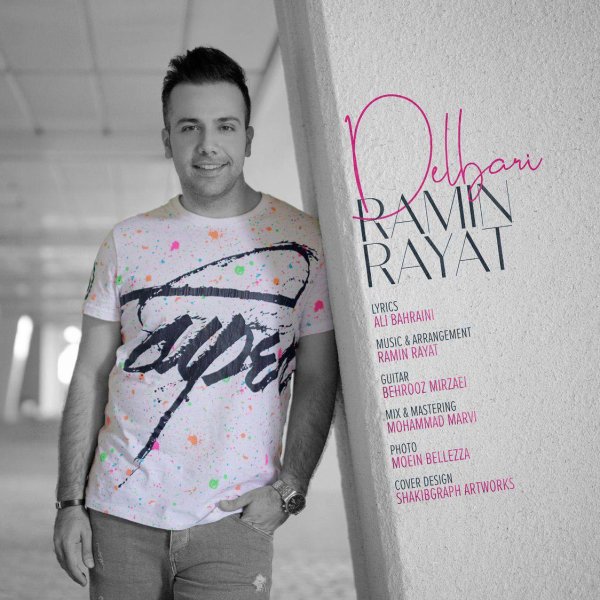 Delbari
RAMIN
RAYAT
LYRICS
ALI BAHRAINI
MUSIC & ARRANGEMENT
RAMIN RAYAT
GUITAR
BEHROOZ MIRZAEI
MIX & MASTERING
MOHAMMAD MARVI
PHOTO
MOEIN BELLEZZA
COVER DESIGN
SHAKIBGRAPH ARTWORKS